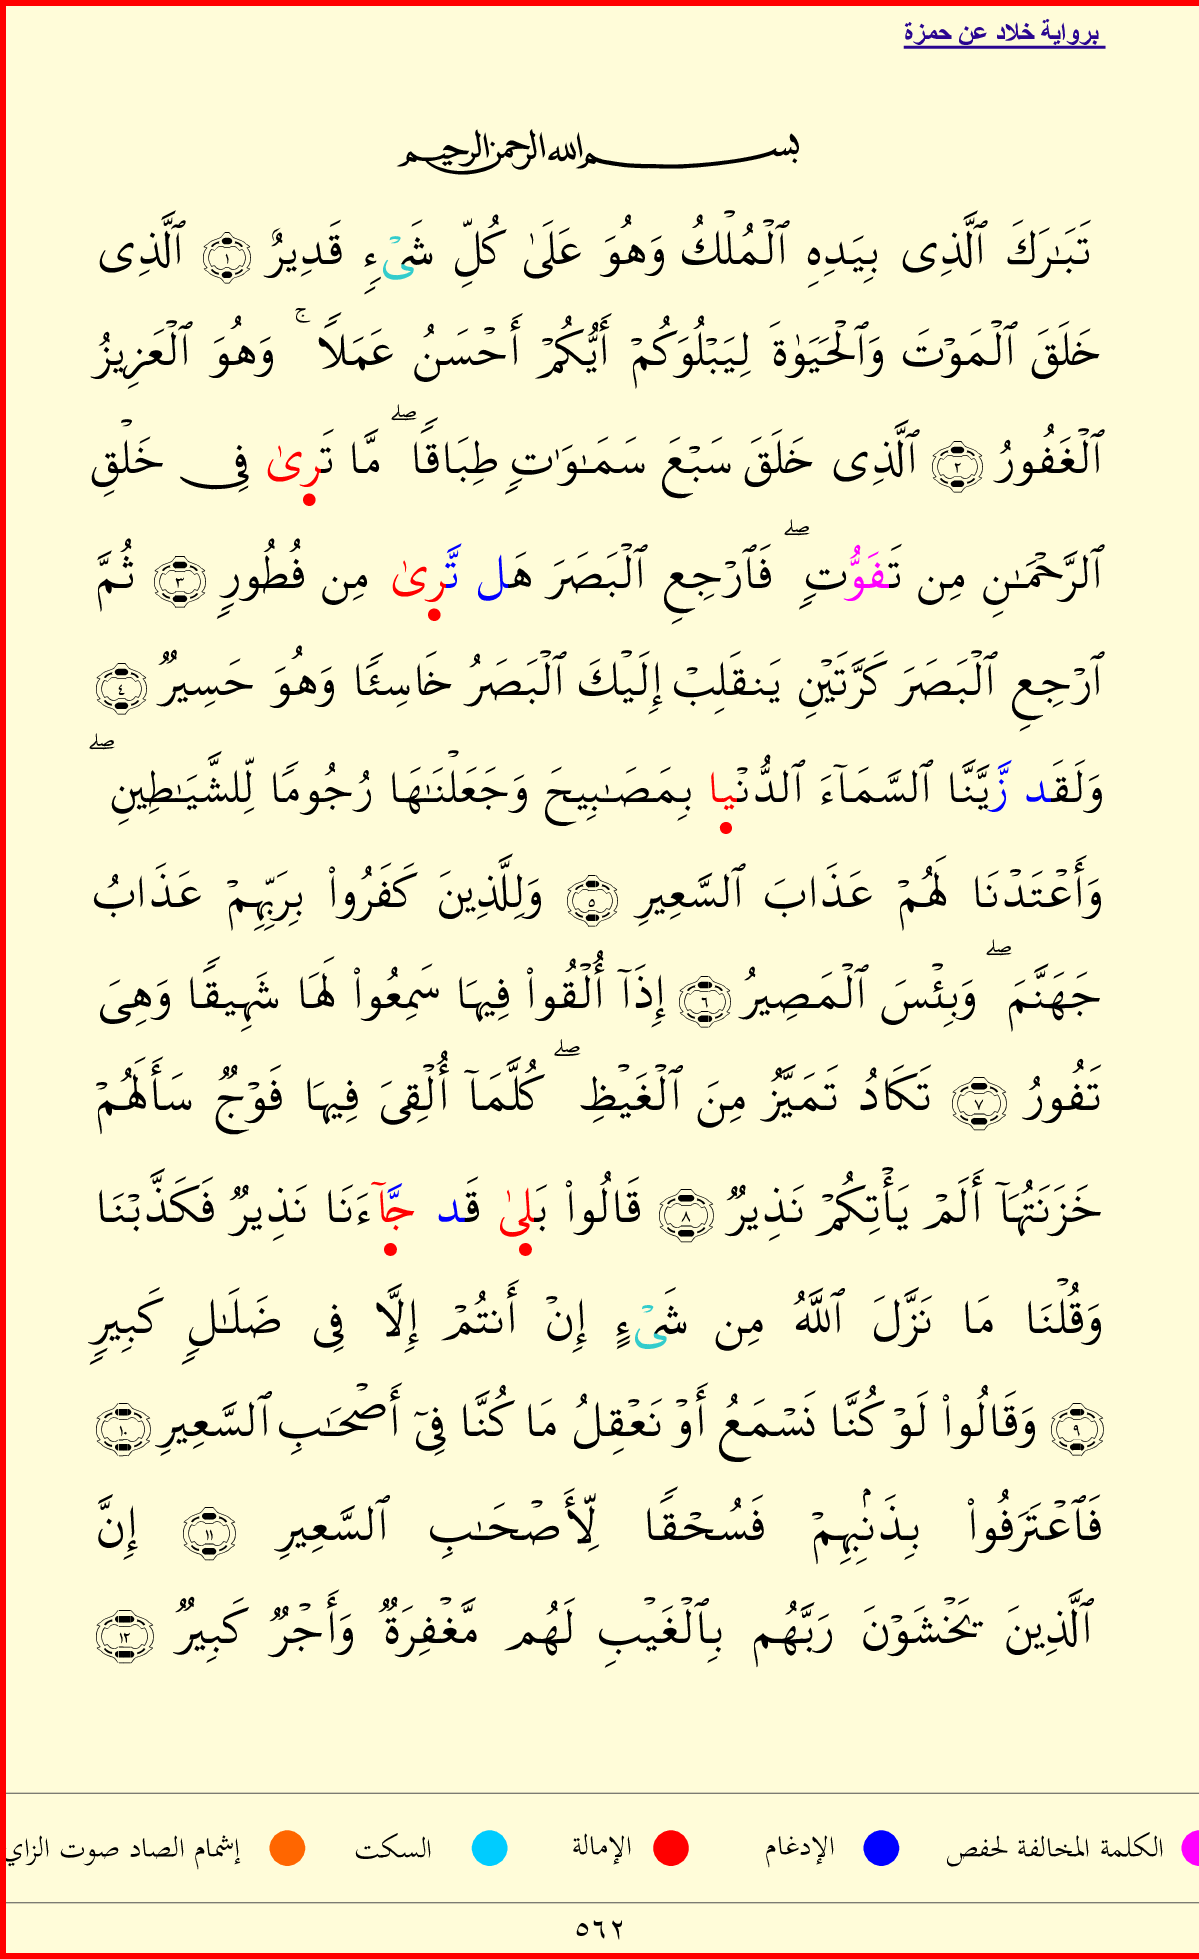 برواية خلاد عن حمزة
بسم الله الرحمن الرحيم
تَبَـٰرَكَ ٱلَّذِى بِيَدِهِ ٱلْمُلْكُ وَهُوَ عَلَىٰ كُلِّ شَىْءٍ قَدِيرٌ ١ ٱلَّذِى
خَلَقَ ٱلْمَوْتَ وَٱلْحَيَوٰةَ لِيَبْلُوَكُمْ أَيُّكُمْ أَحْسَنُ عَمَلًا ۚ وَهُوَ ٱلْعَزِيزُ
ٱلْغَفُورُ ٢ ٱلَّذِى خَلَقَ سَبْعَ سَمَـٰوَٰتٍ طِبَاقًا ۖ مَّا تَرِىٰ فِى خَلْقِ
ٱلرَّحْمَـٰنِ مِن تَفَوُّتٍ ۖ فَٱرْجِعِ ٱلْبَصَرَ هَل تَّرِىٰ مِن فُطُورٍ ٣ ثُمَّ
ٱرْجِعِ ٱلْبَصَرَ كَرَّتَيْنِ يَنقَلِبْ إِلَيْكَ ٱلْبَصَرُ خَاسِئًا وَهُوَ حَسِيرٌ ٤
وَلَقَد زَّيَّنَّا ٱلسَّمَآءَ ٱلدُّنْيِا بِمَصَـٰبِيحَ وَجَعَلْنَـٰهَا رُجُومًا لِّلشَّيَـٰطِينِ ۖ
وَأَعْتَدْنَا لَهُمْ عَذَابَ ٱلسَّعِيرِ ٥ وَلِلَّذِينَ كَفَرُوا۟ بِرَبِّهِمْ عَذَابُ
جَهَنَّمَ ۖ وَبِئْسَ ٱلْمَصِيرُ ٦ إِذَآ أُلْقُوا۟ فِيهَا سَمِعُوا۟ لَهَا شَهِيقًا وَهِىَ
تَفُورُ ٧ تَكَادُ تَمَيَّزُ مِنَ ٱلْغَيْظِ ۖ كُلَّمَآ أُلْقِىَ فِيهَا فَوْجٌ سَأَلَهُمْ
خَزَنَتُهَآ أَلَمْ يَأْتِكُمْ نَذِيرٌ ٨ قَالُوا۟ بَلِىٰ قَد جَّآءَنَا نَذِيرٌ فَكَذَّبْنَا
وَقُلْنَا مَا نَزَّلَ ٱللَّهُ مِن شَىْءٍ إِنْ أَنتُمْ إِلَّا فِى ضَلَـٰلٍ كَبِيرٍ
٩ وَقَالُوا۟ لَوْ كُنَّا نَسْمَعُ أَوْ نَعْقِلُ مَا كُنَّا فِىٓ أَصْحَـٰبِ ٱلسَّعِيرِ ١٠
فَٱعْتَرَفُوا۟ بِذَنۢبِهِمْ فَسُحْقًا لِّأَصْحَـٰبِ ٱلسَّعِيرِ ١١ إِنَّ
ٱلَّذِينَ يَخْشَوْنَ رَبَّهُم بِٱلْغَيْبِ لَهُم مَّغْفِرَةٌ وَأَجْرٌ كَبِيرٌ ١٢
الكلمة المخالفة لحفص الإدغام الإمالة السكت إشمام الصاد صوت الزاي
٥٦٢